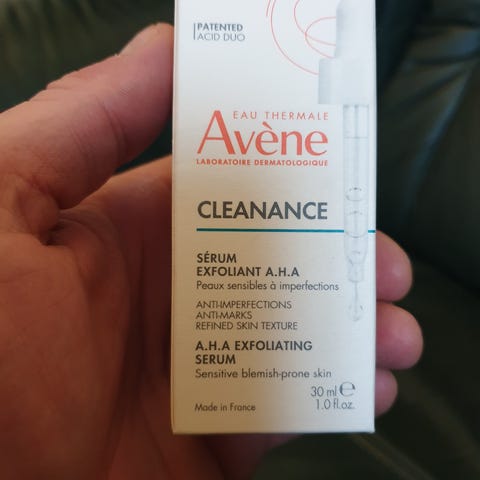 PATENTED
ACID DUO
EAU THERMALE
Avène
LABORATOIRE DERMATOLOGIQUE
CLEANANCE
SÉRUM
EXFOLIANT A.H.A
Peaux sensibles à imperfections
ANTI-IMPERFECTIONS
ANTI-MARKS
REFINED SKIN TEXTURE
A.H.A EXFOLIATING
SERUM
Sensitive blemish-prone skin
30 ml ℮
Made in France 1.0 fl.oz.